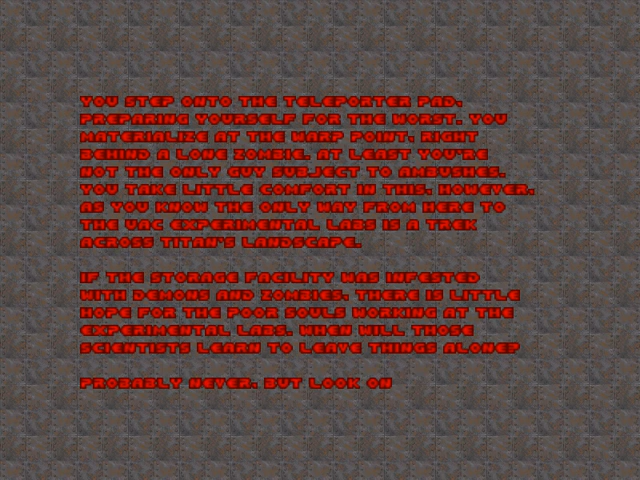 YOU STEP ONTO THE TELEPORTER PAD,
PREPARING YOURSELF FOR THE WORST. YOU
MATERIALIZE AT THE WARP POINT, RIGHT
BEHIND A LONE ZOMBIE. AT LEAST YOU'RE
NOT THE ONLY GUY SUBJECT TO AMBUSHES.
YOU TAKE LITTLE COMFORT IN THIS, HOWEVER,
AS YOU KNOW THE ONLY WAY FROM HERE TO
THE UAC EXPERIMENTAL LABS IS A TREK
ACROSS TITAN'S LANDSCAPE.

IF THE STORAGE FACILITY WAS INFESTED
WITH DEMONS AND ZOMBIES, THERE IS LITTLE
HOPE FOR THE POOR SOULS WORKING AT THE
EXPERIMENTAL LABS. WHEN WILL THOSE
SCIENTISTS LEARN TO LEAVE THINGS ALONE?

PROBABLY NEVER. BUT LOOK ON